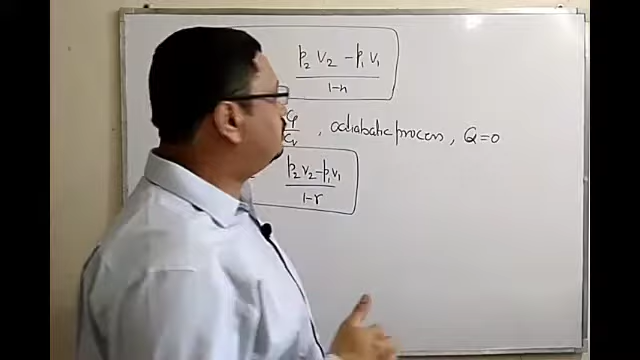 p₂ V₂ - p₁ V₁
1-n
Cp
Cv , adiabatic process, Q=0
p₂ V₂ - p₁ V₁
1-γ